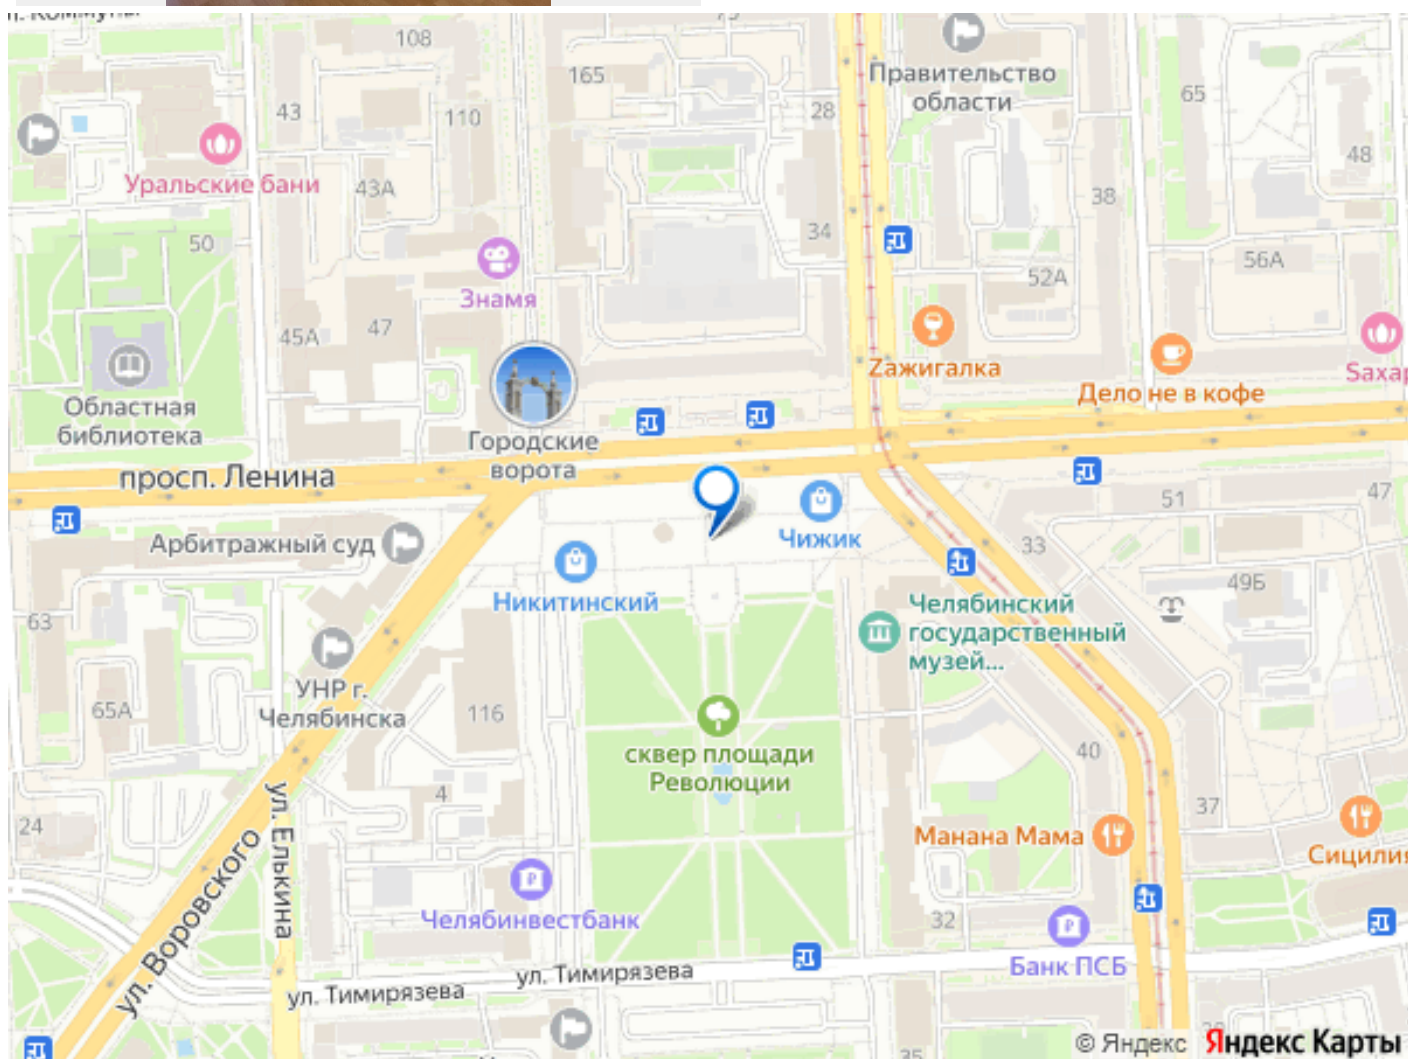 108
Правительство
области
165
65
43
110
28
48
Уральские бани
43А
38
50
34
56А
Знамя
52А
45А
47
Zажигалка
Дело не в кофе
Областная
библиотека
Городские
ворота
просп. Ленина
51
47
Арбитражный суд
Чижик
33
Никитинский
49Б
Челябинский
государственный
музей...
63
УНР г.
Челябинска
65А
116
сквер площади
Революции
40
4
37
24
ул. Елькина
ул. Воровского
Манана Мама
Сицилия
Челябинвестбанк
32
Банк ПСБ
ул. Тимирязева
ул. Тимирязева
35
© Яндекс Яндекс Карты